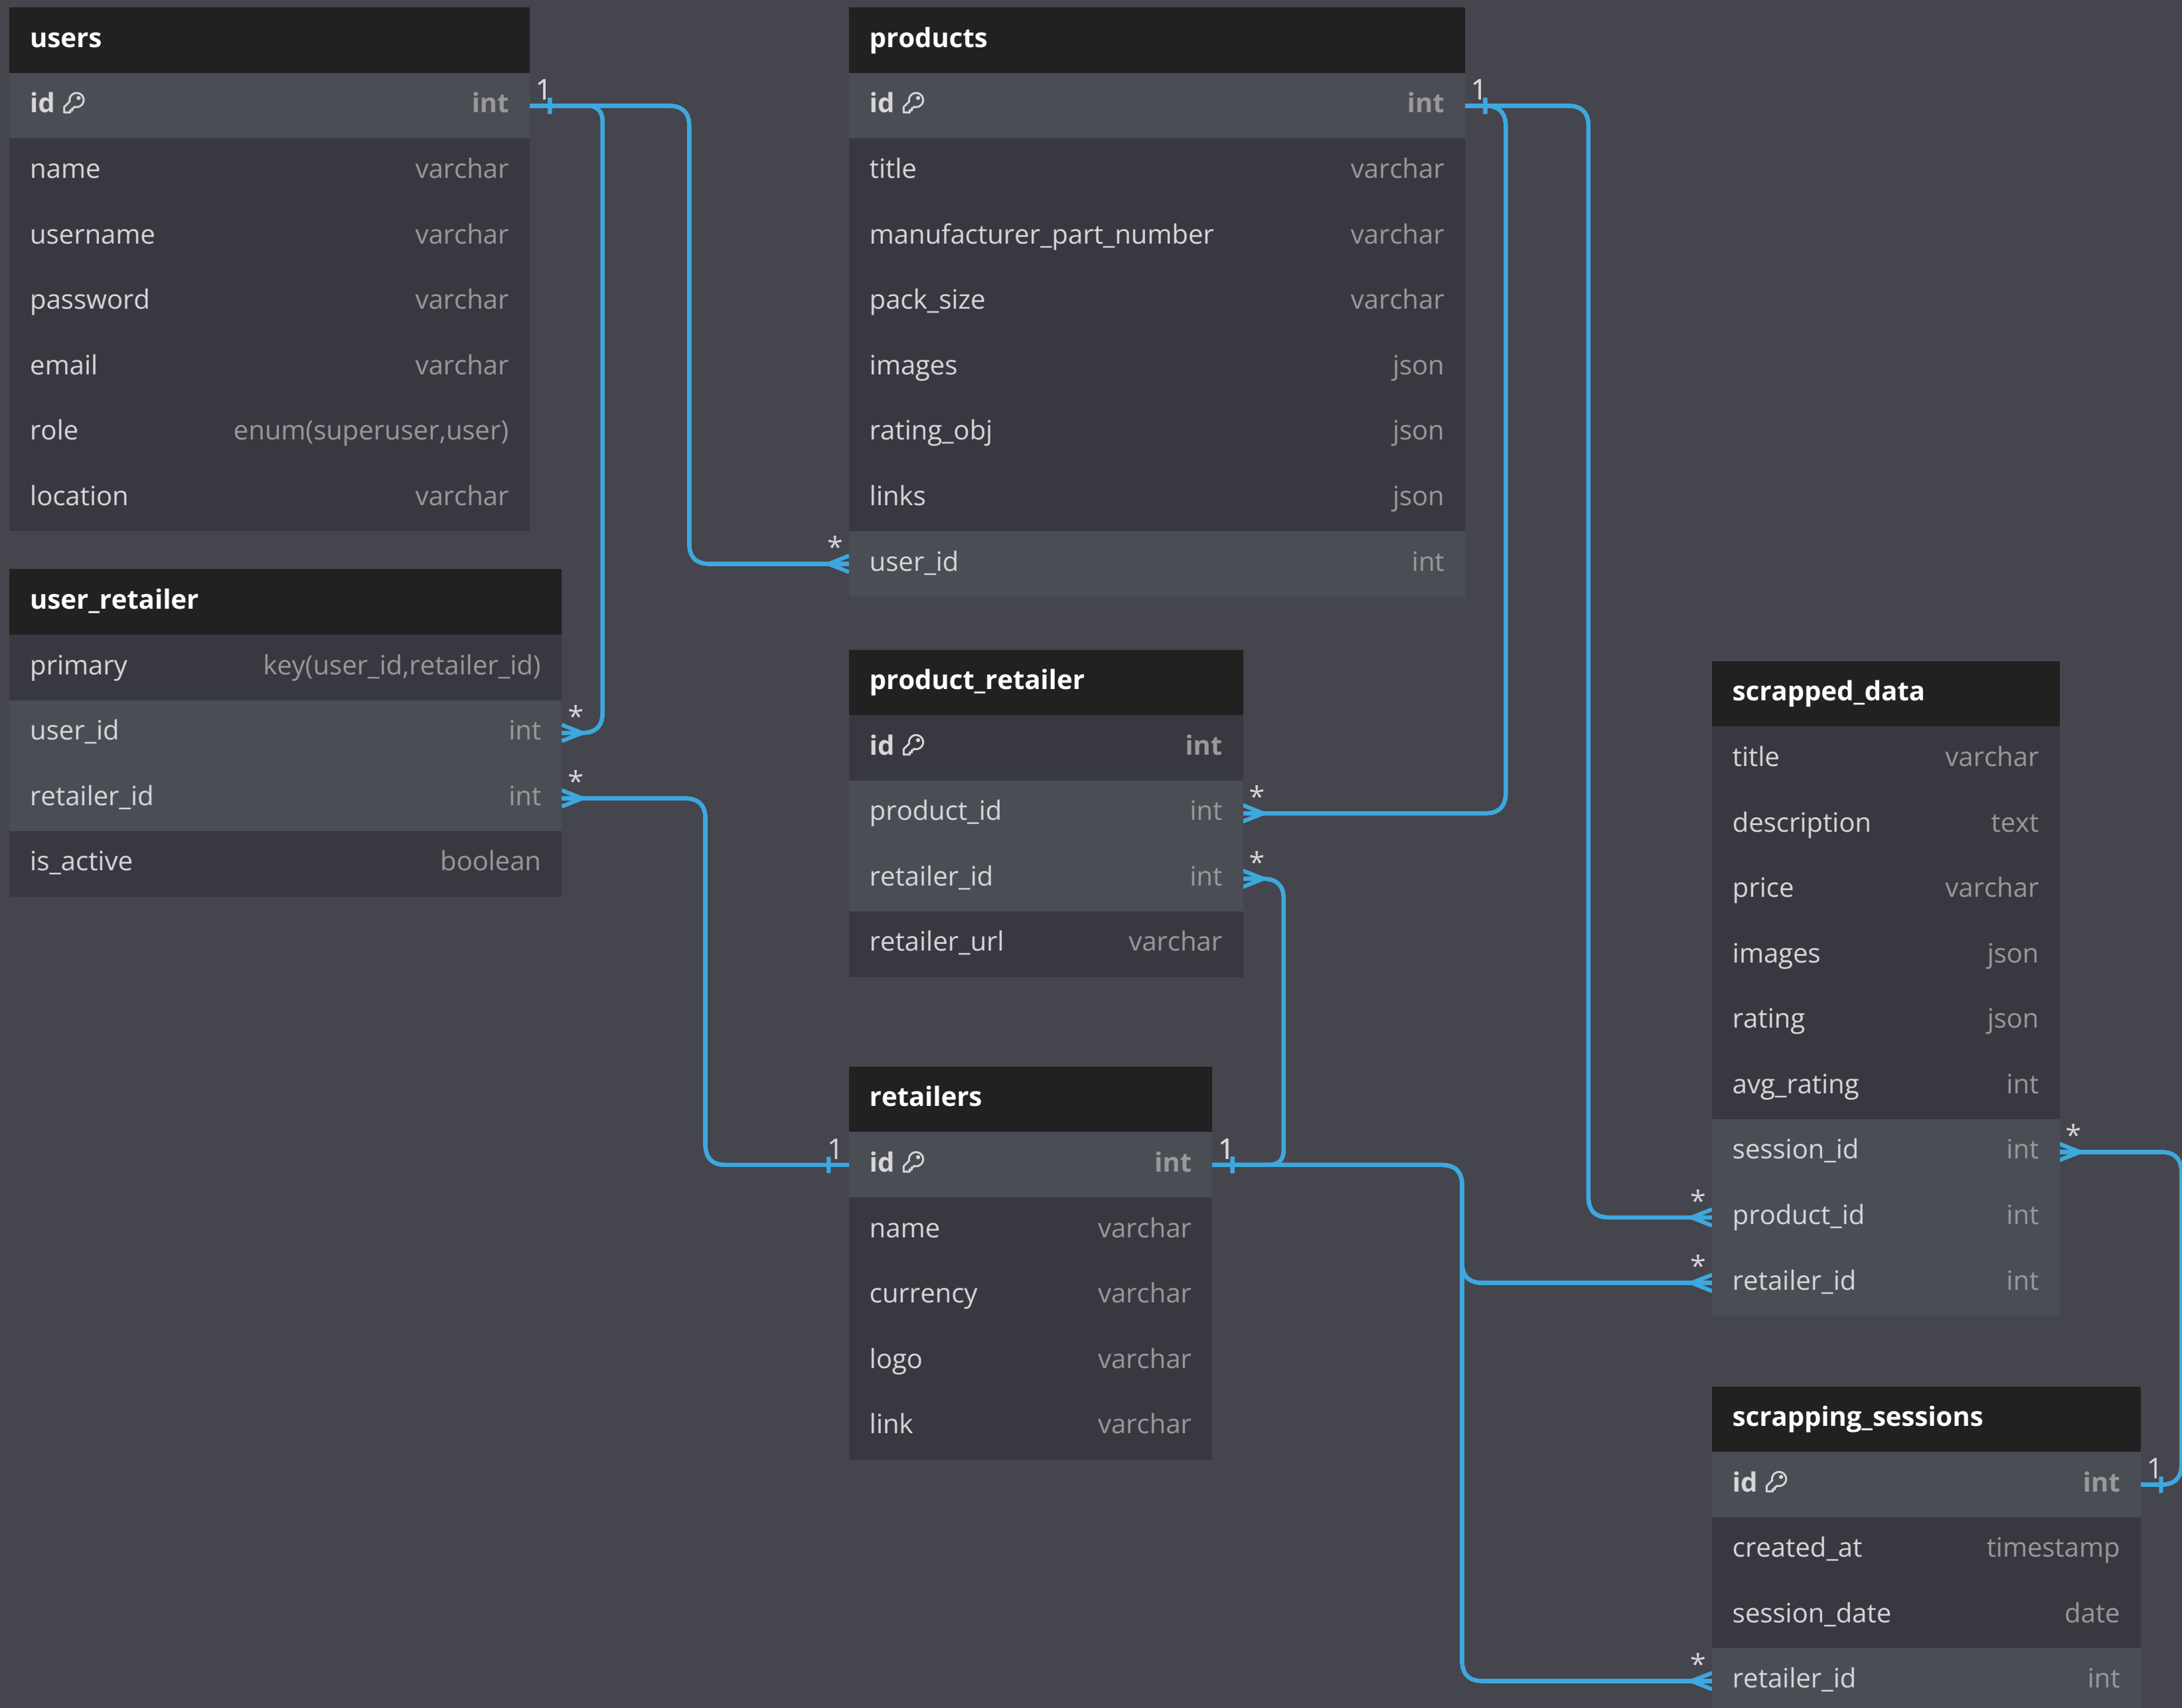 users
id int
name varchar
username varchar
password varchar
email varchar
role enum(superuser,user)
location varchar
1
user_retailer
primary key(user_id,retailer_id)
user_id int
*
retailer_id int
*
is_active boolean
products
id int
1
title varchar
manufacturer_part_number varchar
pack_size varchar
images json
rating_obj json
links json
*
user_id int
product_retailer
id int
product_id int
*
retailer_id int
*
retailer_url varchar
retailers
1
id int
1
name varchar
currency varchar
logo varchar
link varchar
scrapped_data
title varchar
description text
price varchar
images json
rating json
avg_rating int
session_id int
*
*
product_id int
*
retailer_id int
scrapping_sessions
id int
1
created_at timestamp
session_date date
*
retailer_id int